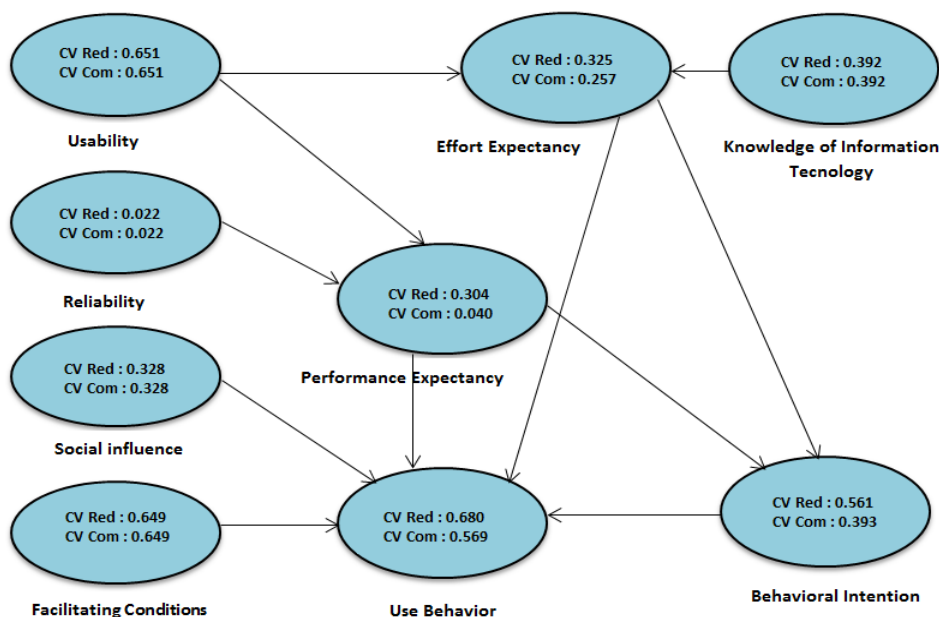 CV Red : 0.651
CV Com : 0.651
Usability
CV Red : 0.325
CV Com : 0.257
Effort Expectancy
CV Red : 0.392
CV Com : 0.392
Knowledge of Information
Tecnology
CV Red : 0.022
CV Com : 0.022
Reliability
CV Red : 0.304
CV Com : 0.040
Performance Expectancy
CV Red : 0.328
CV Com : 0.328
Social influence
CV Red : 0.649
CV Com : 0.649
Facilitating Conditions
CV Red : 0.680
CV Com : 0.569
Use Behavior
CV Red : 0.561
CV Com : 0.393
Behavioral Intention